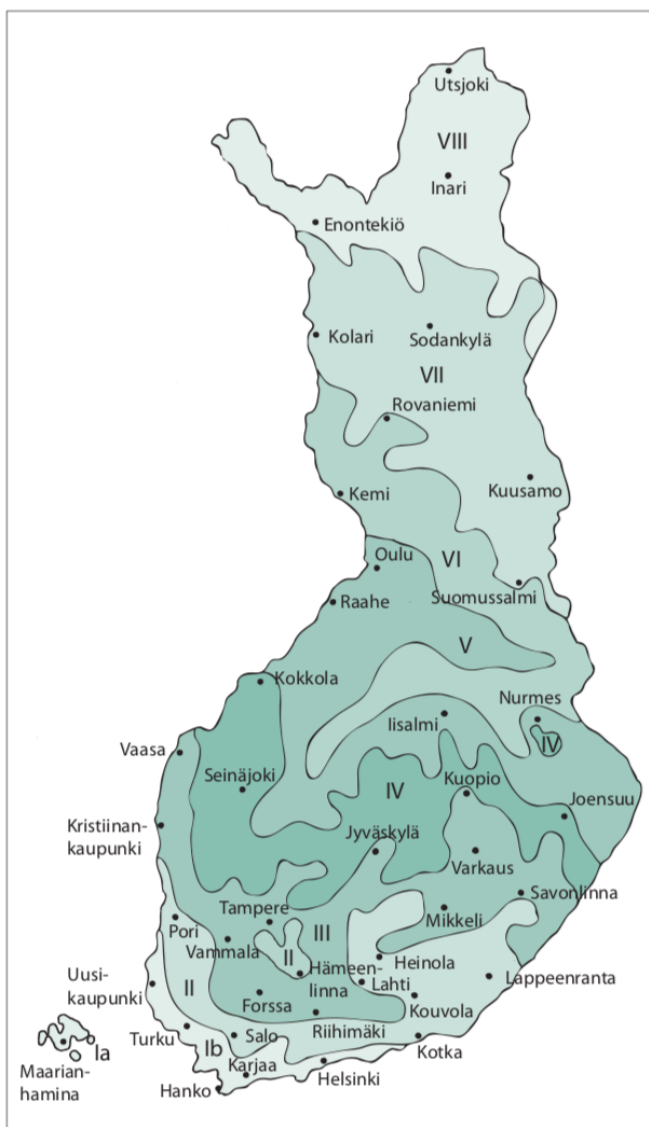 Utsjoki
VIII
Inari
Enontekiö
Kolari
Sodankylä
VII
Rovaniemi
Kuusamo
Kemi
Oulu
VI
Suomussalmi
Raahe
V
Kokkola
Nurmes
Iisalmi
IV
Vaasa
Seinäjoki
IV
Kuopio
Joensuu
Kristiinan-
kaupunki
Jyväskylä
Varkaus
Savonlinna
Tampere
Mikkeli
Pori
III
Vammala
II
Heinola
Hämeen-
linna
Lahti
Lappeenranta
Uusi-
kaupunki
II
Forssa
Kouvola
Riihimäki
Turku
Ib
Salo
Kotka
Ia
Maarian-
hamina
Karjaa
Helsinki
Hanko